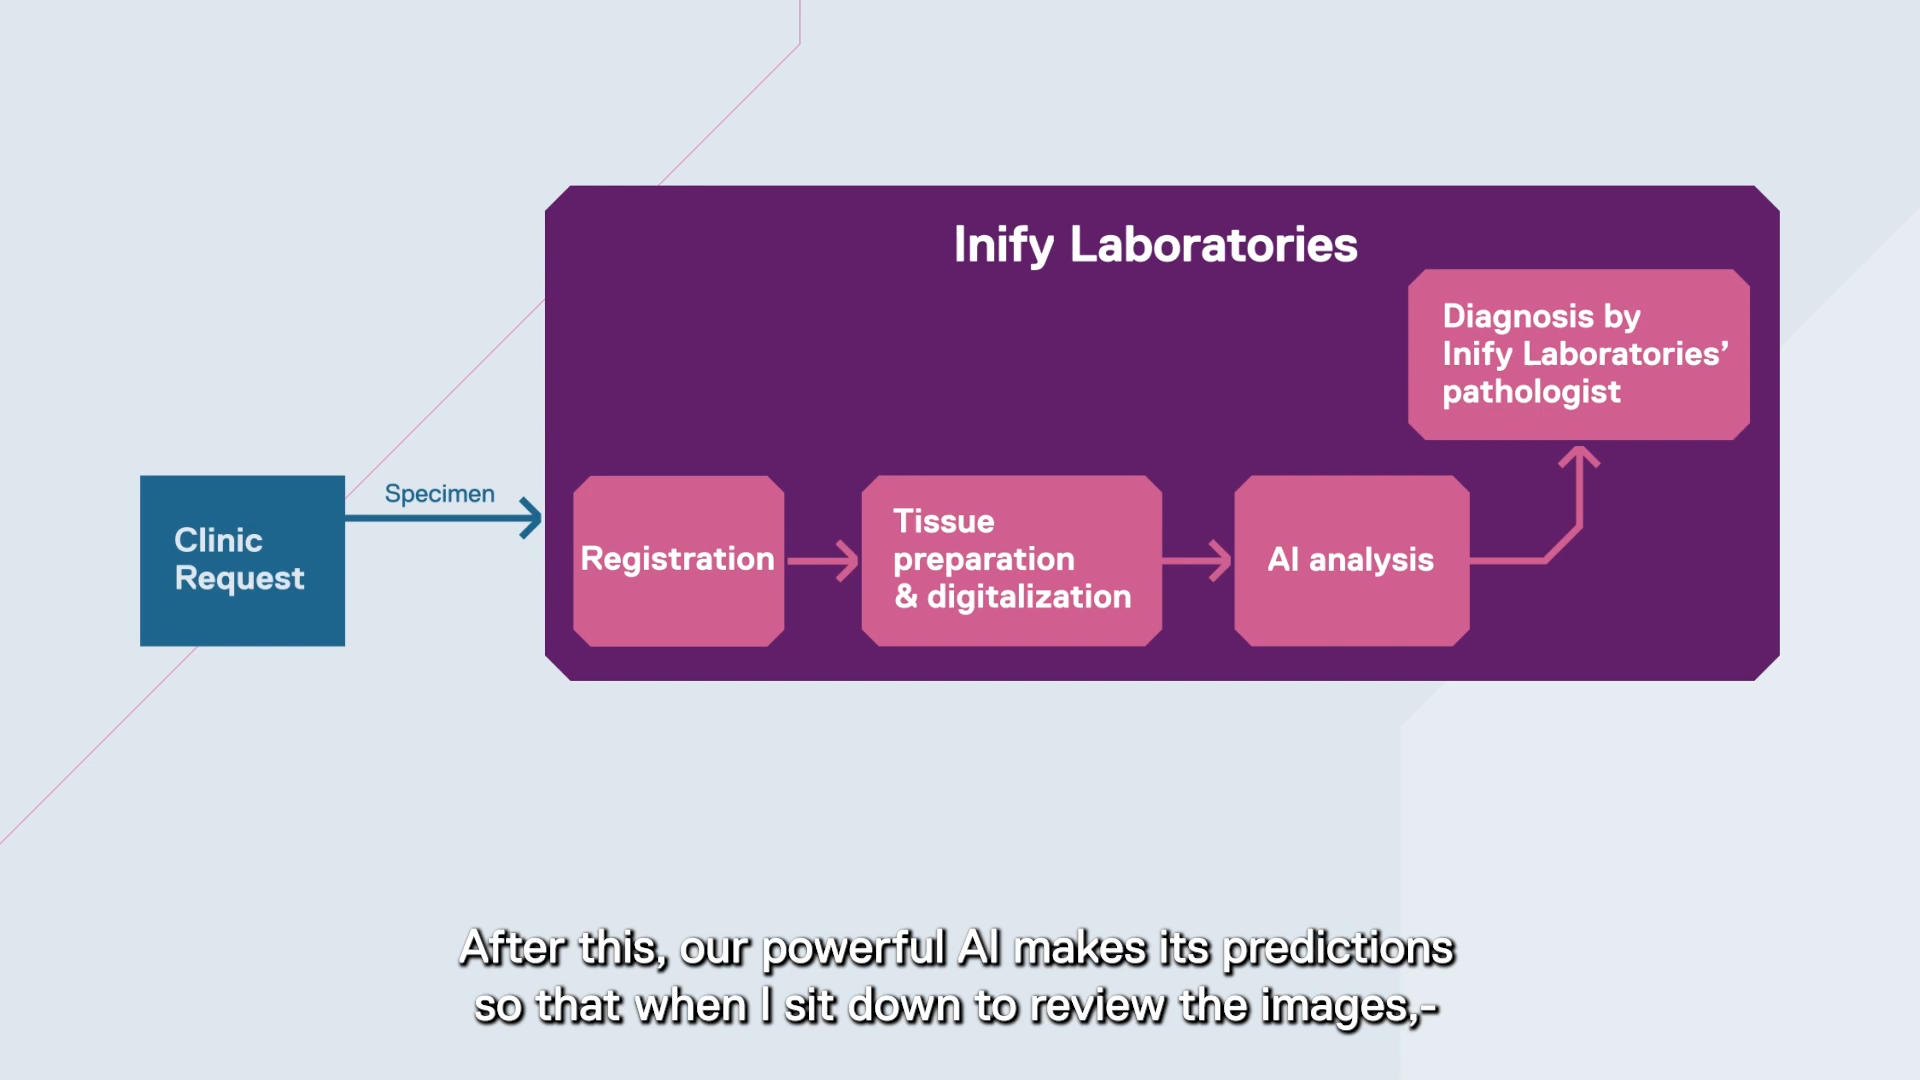 Inify Laboratories
Diagnosis by
Inify Laboratories’
pathologist
Specimen
Clinic
Request
Registration
Tissue
preparation
& digitalization
AI analysis
After this, our powerful AI makes its predictions
so that when I sit down to review the images,-